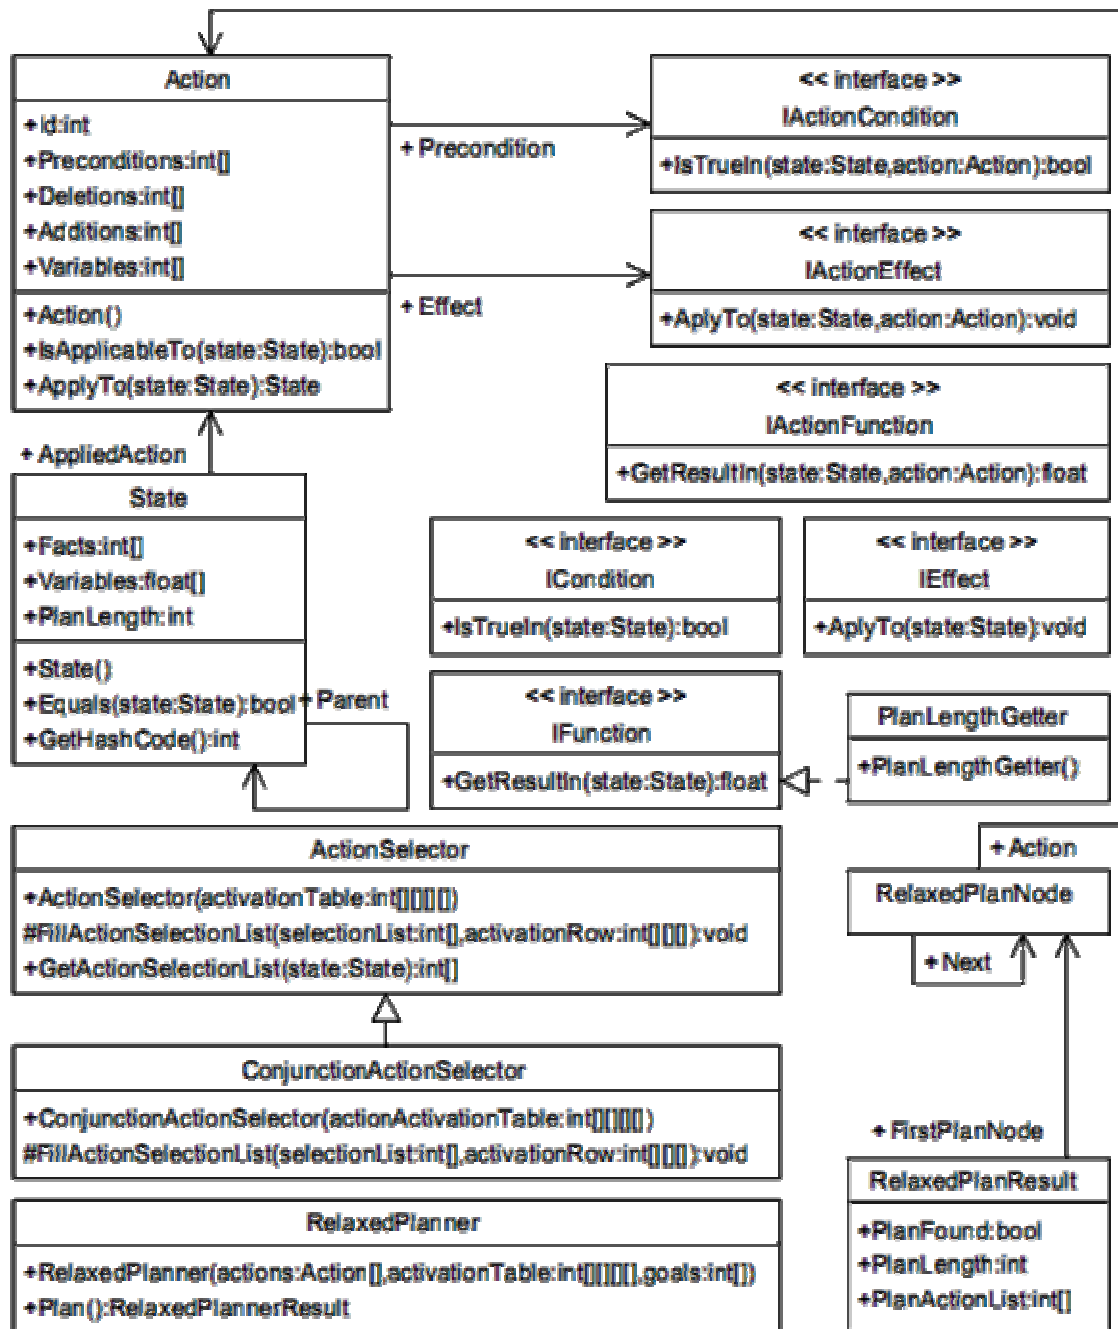 Action
+Id:int
+Preconditions:int[]
+Deletions:int[]
+Additions:int[]
+Variables:int[]
+Action()
+IsApplicableTo(state:State):bool
+ApplyTo(state:State):State
+ Precondition
+ Effect
<< interface >>
IActionCondition
+IsTrueIn(state:State,action:Action):bool
<< interface >>
IActionEffect
+AplyTo(state:State,action:Action):void
<< interface >>
IActionFunction
+GetResultIn(state:State,action:Action):float
+ AppliedAction
State
+Facts:int[]
+Variables:float[]
+PlanLength:int
+State()
+Equals(state:State):bool
+GetHashCode():int
+ Parent
<< interface >>
ICondition
+IsTrueIn(state:State):bool
<< interface >>
IEffect
+AplyTo(state:State):void
<< interface >>
IFunction
+GetResultIn(state:State):float
PlanLengthGetter
+PlanLengthGetter()
ActionSelector
+ActionSelector(activationTable:int[][][][])
#FillActionSelectionList(selectionList:int[],activationRow:int[][][]):void
+GetActionSelectionList(state:State):int[]
+ Action
RelaxedPlanNode
+ Next
ConjunctionActionSelector
+ConjunctionActionSelector(actionActivationTable:int[][][][])
#FillActionSelectionList(selectionList:int[],activationRow:int[][][]):void
+ FirstPlanNode
RelaxedPlanResult
+PlanFound:bool
+PlanLength:int
+PlanActionList:int[]
RelaxedPlanner
+RelaxedPlanner(actions:Action[],activationTable:int[][][][],goals:int[])
+Plan():RelaxedPlannerResult